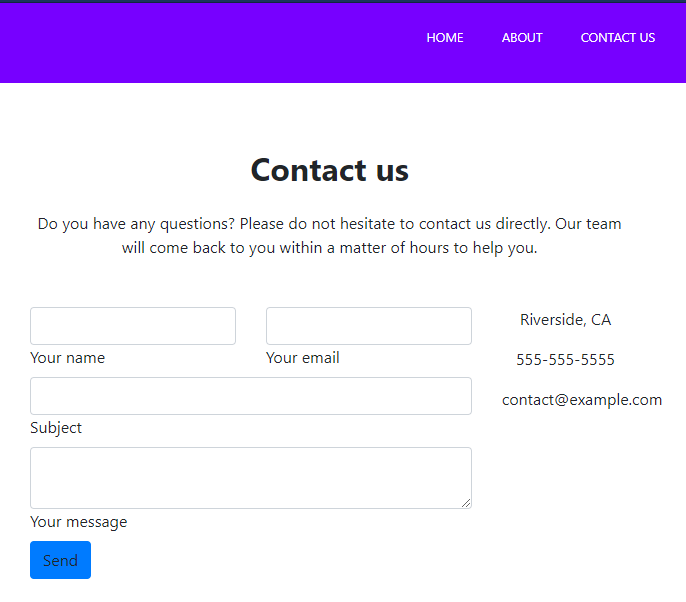 HOME ABOUT CONTACT US
Contact us
Do you have any questions? Please do not hesitate to contact us directly. Our team
will come back to you within a matter of hours to help you.
Your name
Your email
Subject
Your message
Send
Riverside, CA
555-555-5555
contact@example.com